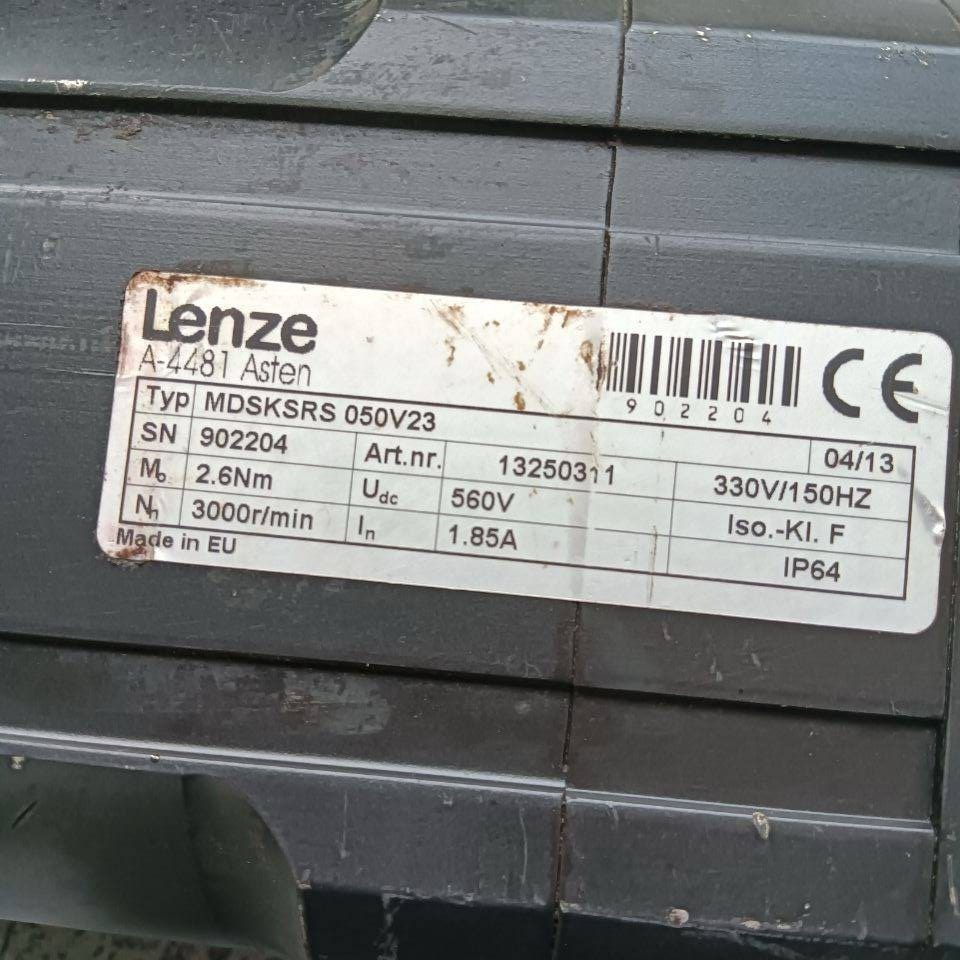 Lenze
A-4481 Asten
902204
CE
Typ MDSKSRS 050V23
04/13
SN 902204 Art.nr. 13250311 330V/150HZ
M₀ 2.6Nm Udc 560V Iso.-Kl. F
Nₙ 3000r/min In 1.85A IP64
Made in EU